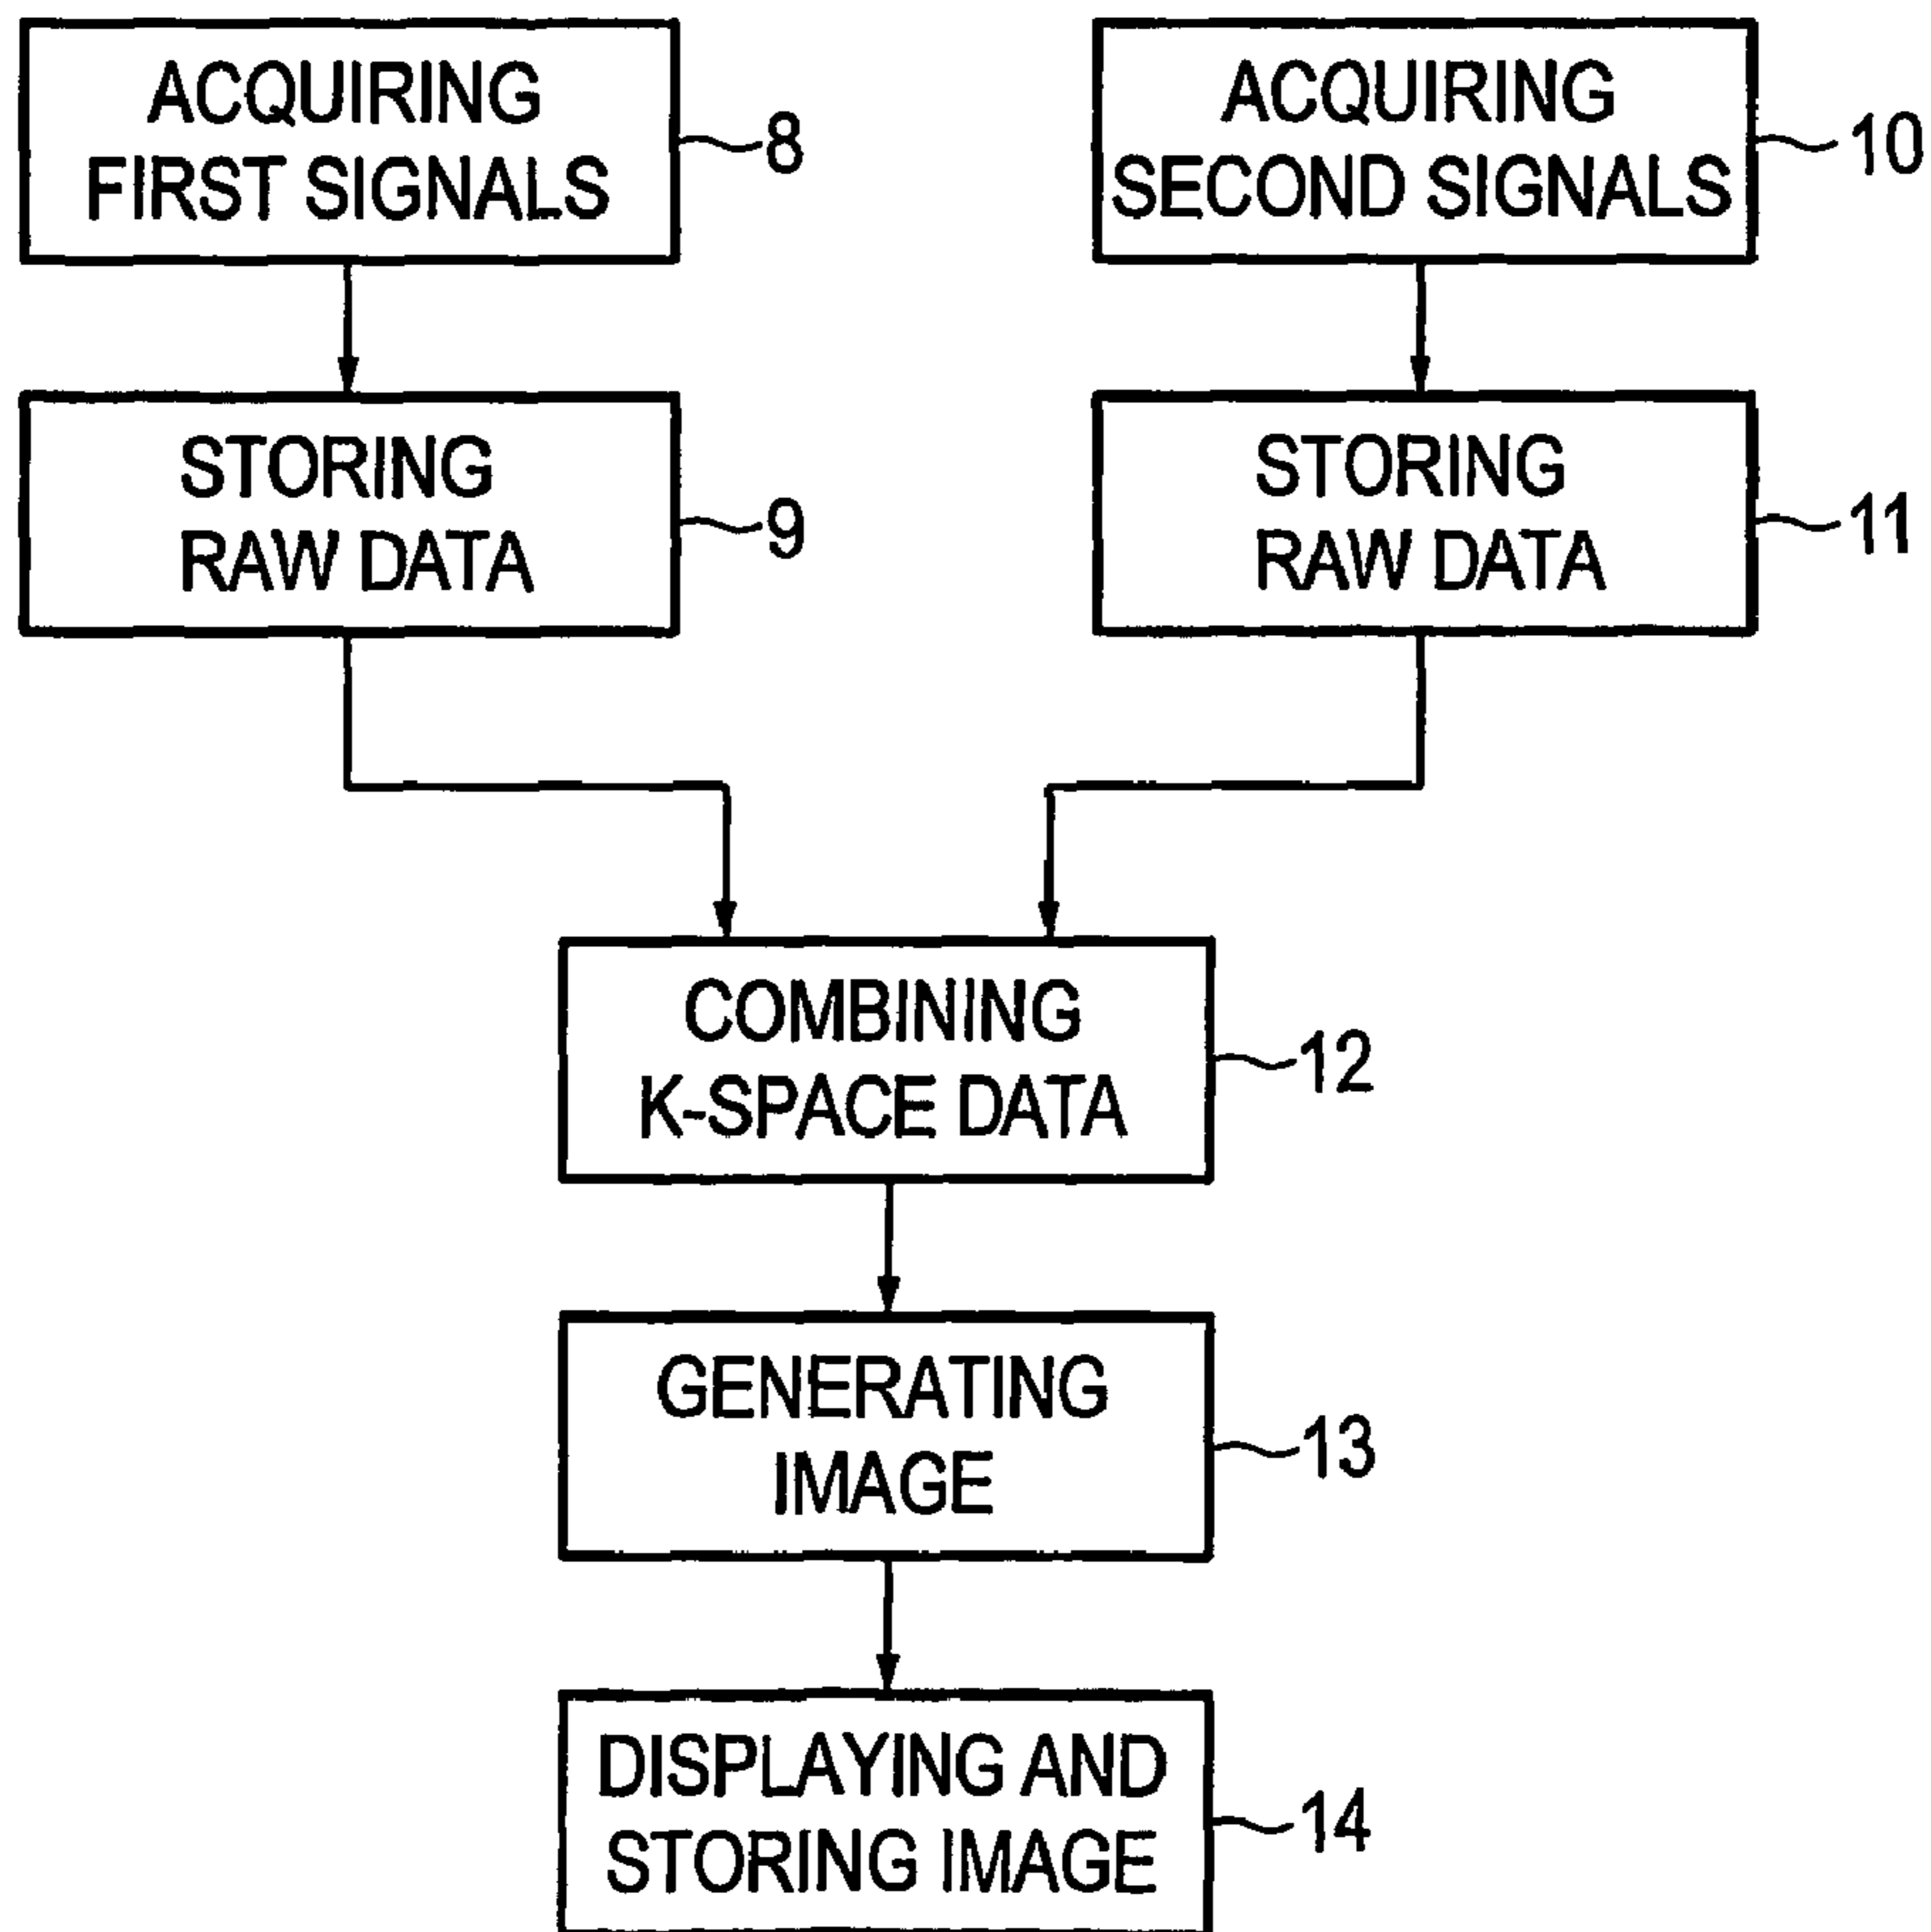 ACQUIRING
FIRST SIGNALS
8
ACQUIRING
SECOND SIGNALS
10
STORING
RAW DATA
9
STORING
RAW DATA
11
COMBINING
K-SPACE DATA
12
GENERATING
IMAGE
13
DISPLAYING AND
STORING IMAGE
14